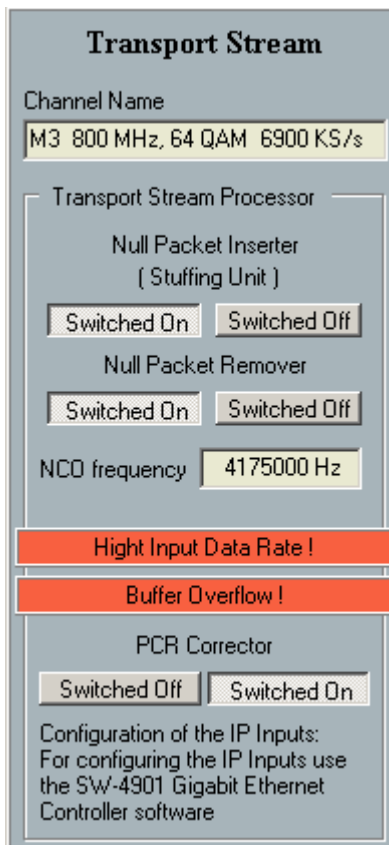 Transport Stream
Channel Name
M3  800 MHz, 64 QAM  6900 KS/s
Transport Stream Processor
Null Packet Inserter
( Stuffing Unit )
Switched On Switched Off
Null Packet Remover
Switched On Switched Off
NCO frequency 4175000 Hz
Hight Input Data Rate !
Buffer Overflow !
PCR Corrector
Switched Off Switched On
Configuration of the IP Inputs:
For configuring the IP Inputs use
the SW-4901 Gigabit Ethernet
Controller software